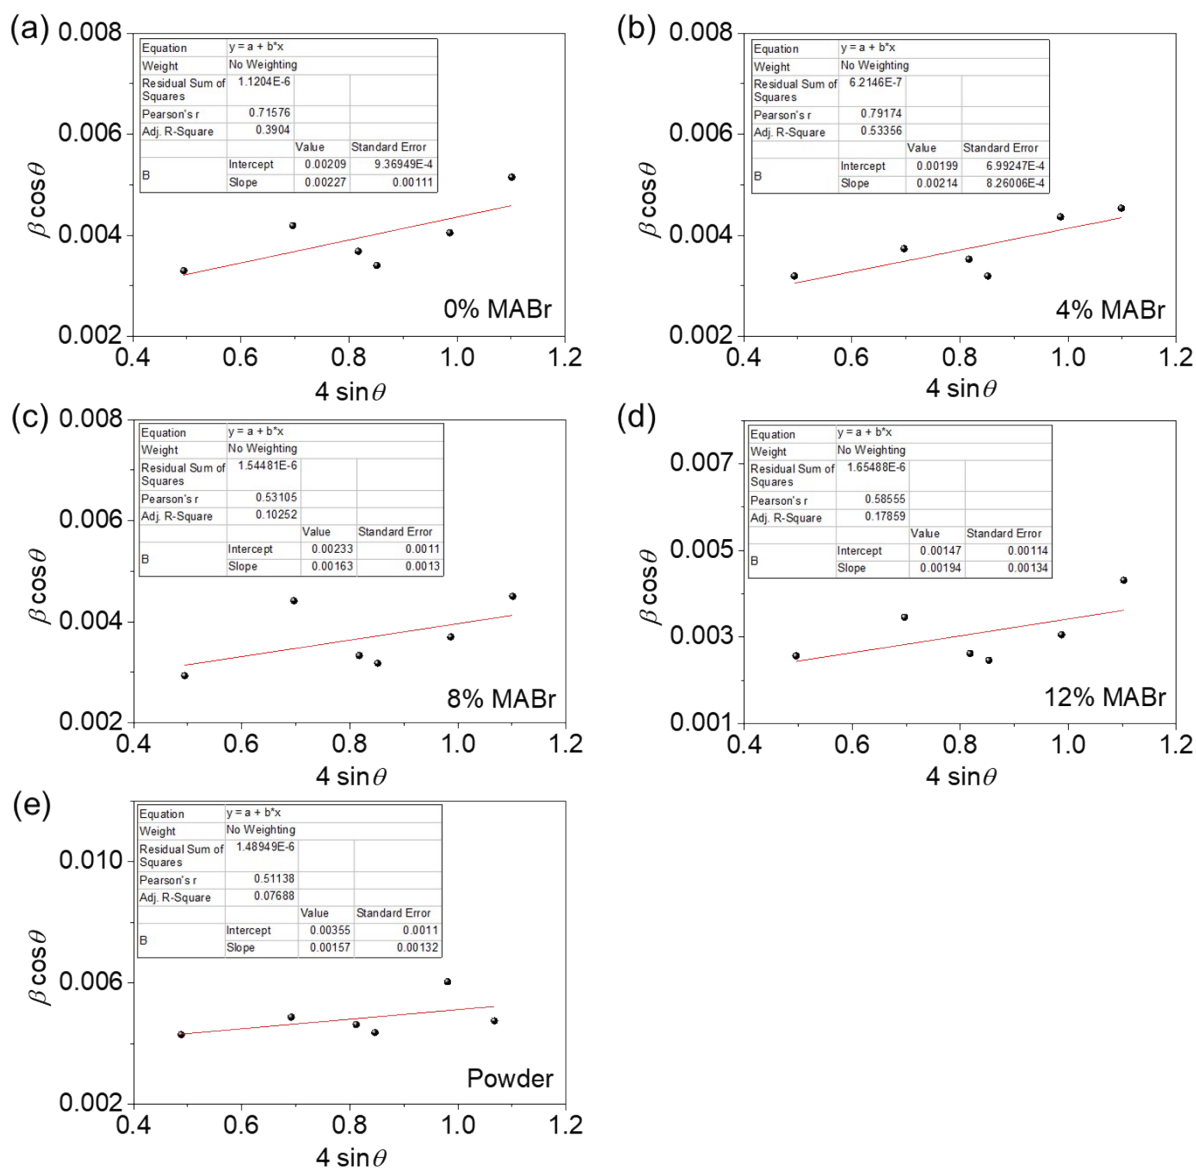 (a)
0.008
0.006
0.004
0.002
β cosθ
Equation y = a + b*x
Weight No Weighting
Residual Sum of Squares 1.1204E-6
Pearson's r 0.71576
Adj. R-Square 0.3904
Value Standard Error
B Intercept 0.00209 9.36949E-4
Slope 0.00227 0.00111
0% MABr
0.4 0.6 0.8 1.0 1.2
4 sinθ
(b)
0.008
0.006
0.004
0.002
β cosθ
Equation y = a + b*x
Weight No Weighting
Residual Sum of Squares 6.2146E-7
Pearson's r 0.79174
Adj. R-Square 0.53356
Value Standard Error
B Intercept 0.00199 6.99247E-4
Slope 0.00214 8.26006E-4
4% MABr
0.4 0.6 0.8 1.0 1.2
4 sinθ
(c)
0.008
0.006
0.004
0.002
β cosθ
Equation y = a + b*x
Weight No Weighting
Residual Sum of Squares 1.54481E-6
Pearson's r 0.53105
Adj. R-Square 0.10252
Value Standard Error
B Intercept 0.00233 0.0011
Slope 0.00163 0.0013
8% MABr
0.4 0.6 0.8 1.0 1.2
4 sinθ
(d)
0.007
0.005
0.003
0.001
β cosθ
Equation y = a + b*x
Weight No Weighting
Residual Sum of Squares 1.65488E-6
Pearson's r 0.58555
Adj. R-Square 0.17859
Value Standard Error
B Intercept 0.00147 0.00114
Slope 0.00194 0.00134
12% MABr
0.4 0.6 0.8 1.0 1.2
4 sinθ
(e)
0.010
0.006
0.002
β cosθ
Equation y = a + b*x
Weight No Weighting
Residual Sum of Squares 1.48949E-6
Pearson's r 0.51138
Adj. R-Square 0.07688
Value Standard Error
B Intercept 0.00355 0.0011
Slope 0.00157 0.00132
Powder
0.4 0.6 0.8 1.0 1.2
4 sinθ